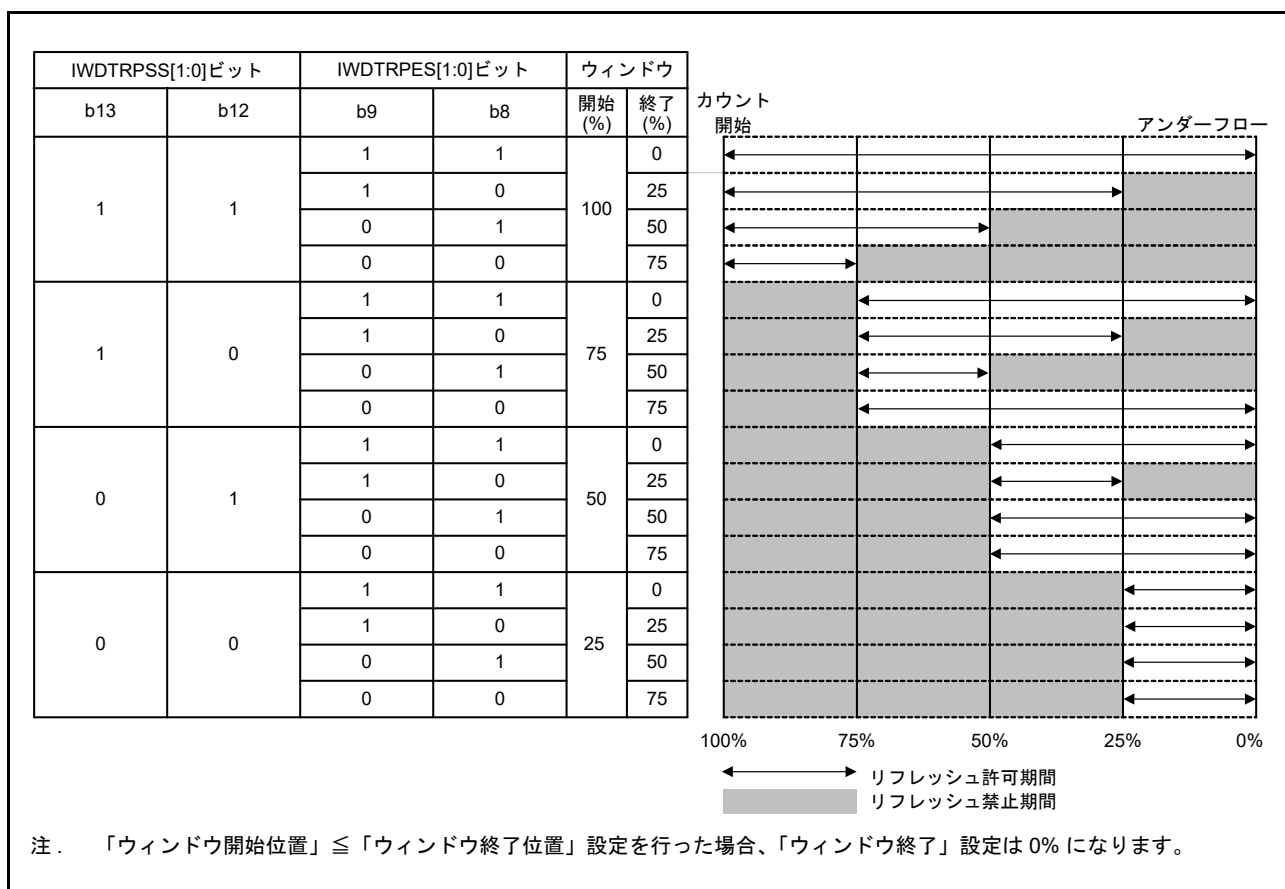 IWDTRPSS[1:0]ビット IWDTRPES[1:0]ビット ウィンドウ
b13 b12 b9 b8 開始(%) 終了(%)
カウント開始 アンダーフロー
1 1 100
1 1 0
1 0 25
0 1 50
0 0 75
1 0 75
1 1 0
1 0 25
0 1 50
0 0 75
0 1 50
1 1 0
1 0 25
0 1 50
0 0 75
0 0 25
1 1 0
1 0 25
0 1 50
0 0 75
100% 75% 50% 25% 0%
リフレッシュ許可期間
リフレッシュ禁止期間
注. 「ウィンドウ開始位置」≦「ウィンドウ終了位置」設定を行った場合、「ウィンドウ終了」設定は 0% になります。